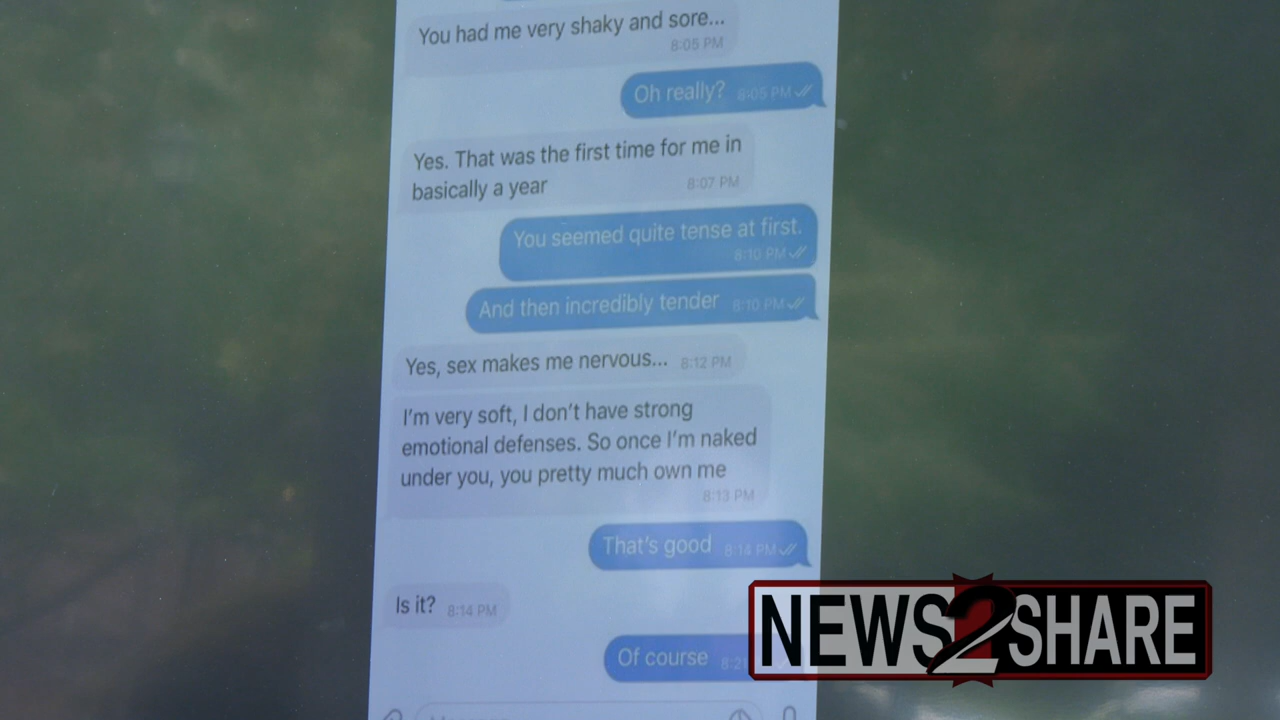 You had me very shaky and sore...
8:05 PM
Oh really? 8:05 PM
Yes. That was the first time for me in
basically a year 8:07 PM
You seemed quite tense at first.
8:10 PM
And then incredibly tender 8:10 PM
Yes, sex makes me nervous... 8:12 PM
I'm very soft, I don't have strong
emotional defenses. So once I'm naked
under you, you pretty much own me
8:13 PM
That's good 8:14 PM
Is it? 8:14 PM
Of course
NEWS2SHARE